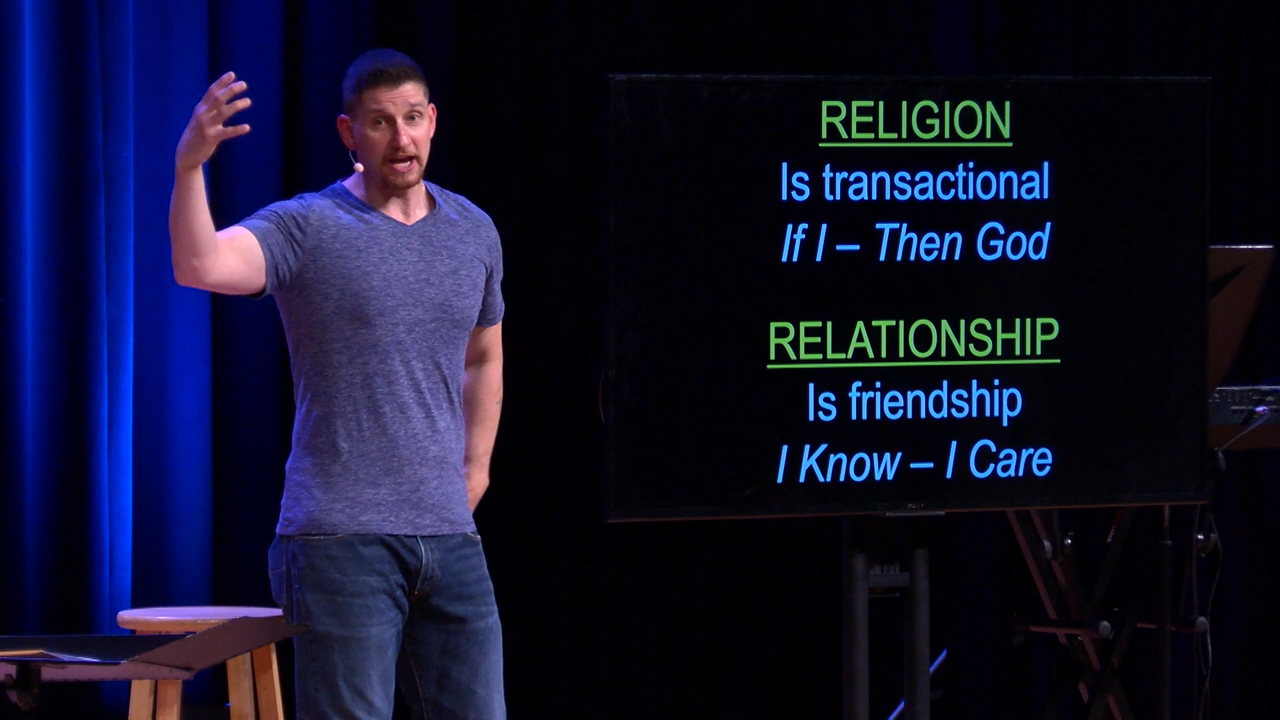 RELIGION
Is transactional
If I – Then God
RELATIONSHIP
Is friendship
I Know – I Care